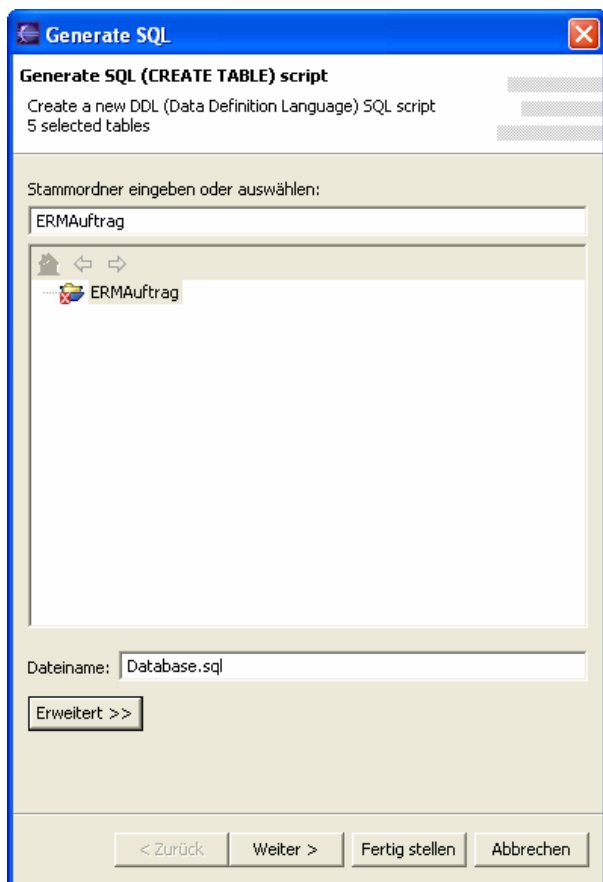 Generate SQL
Generate SQL (CREATE TABLE) script
Create a new DDL (Data Definition Language) SQL script
5 selected tables
Stammordner eingeben oder auswählen:
ERMAuftrag
ERMAuftrag
Dateiname: Database.sql
Erweitert >>
< Zurück Weiter > Fertig stellen Abbrechen